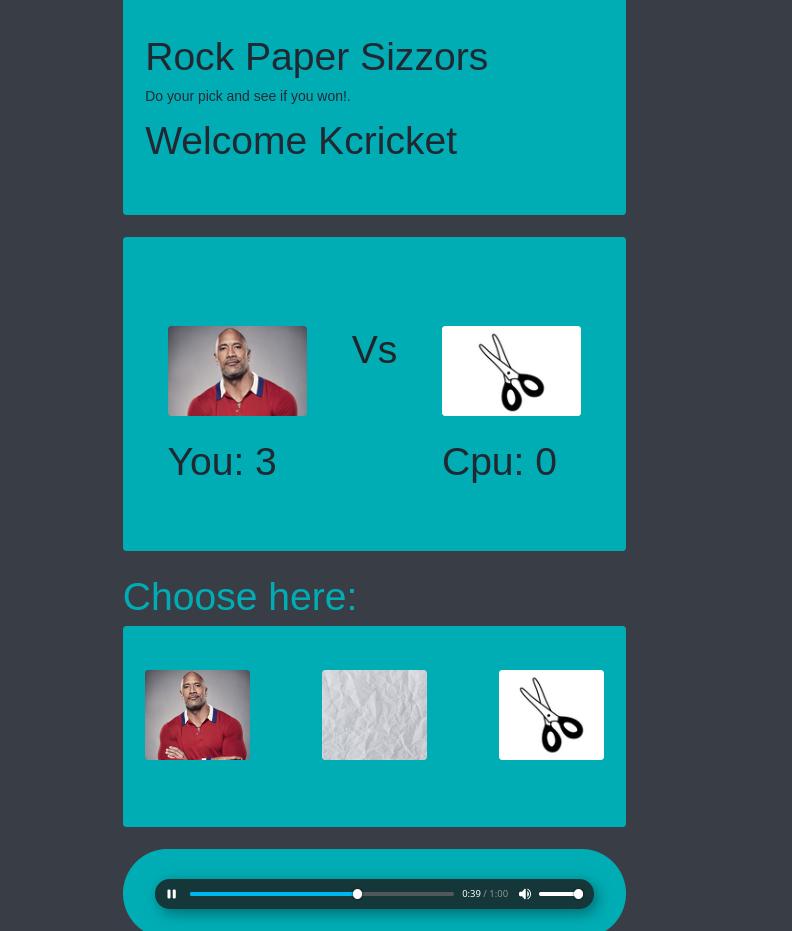 Rock Paper Sizzors
Do your pick and see if you won!.
Welcome Kcricket
Vs
You: 3
Cpu: 0
Choose here:
0:39 / 1:00